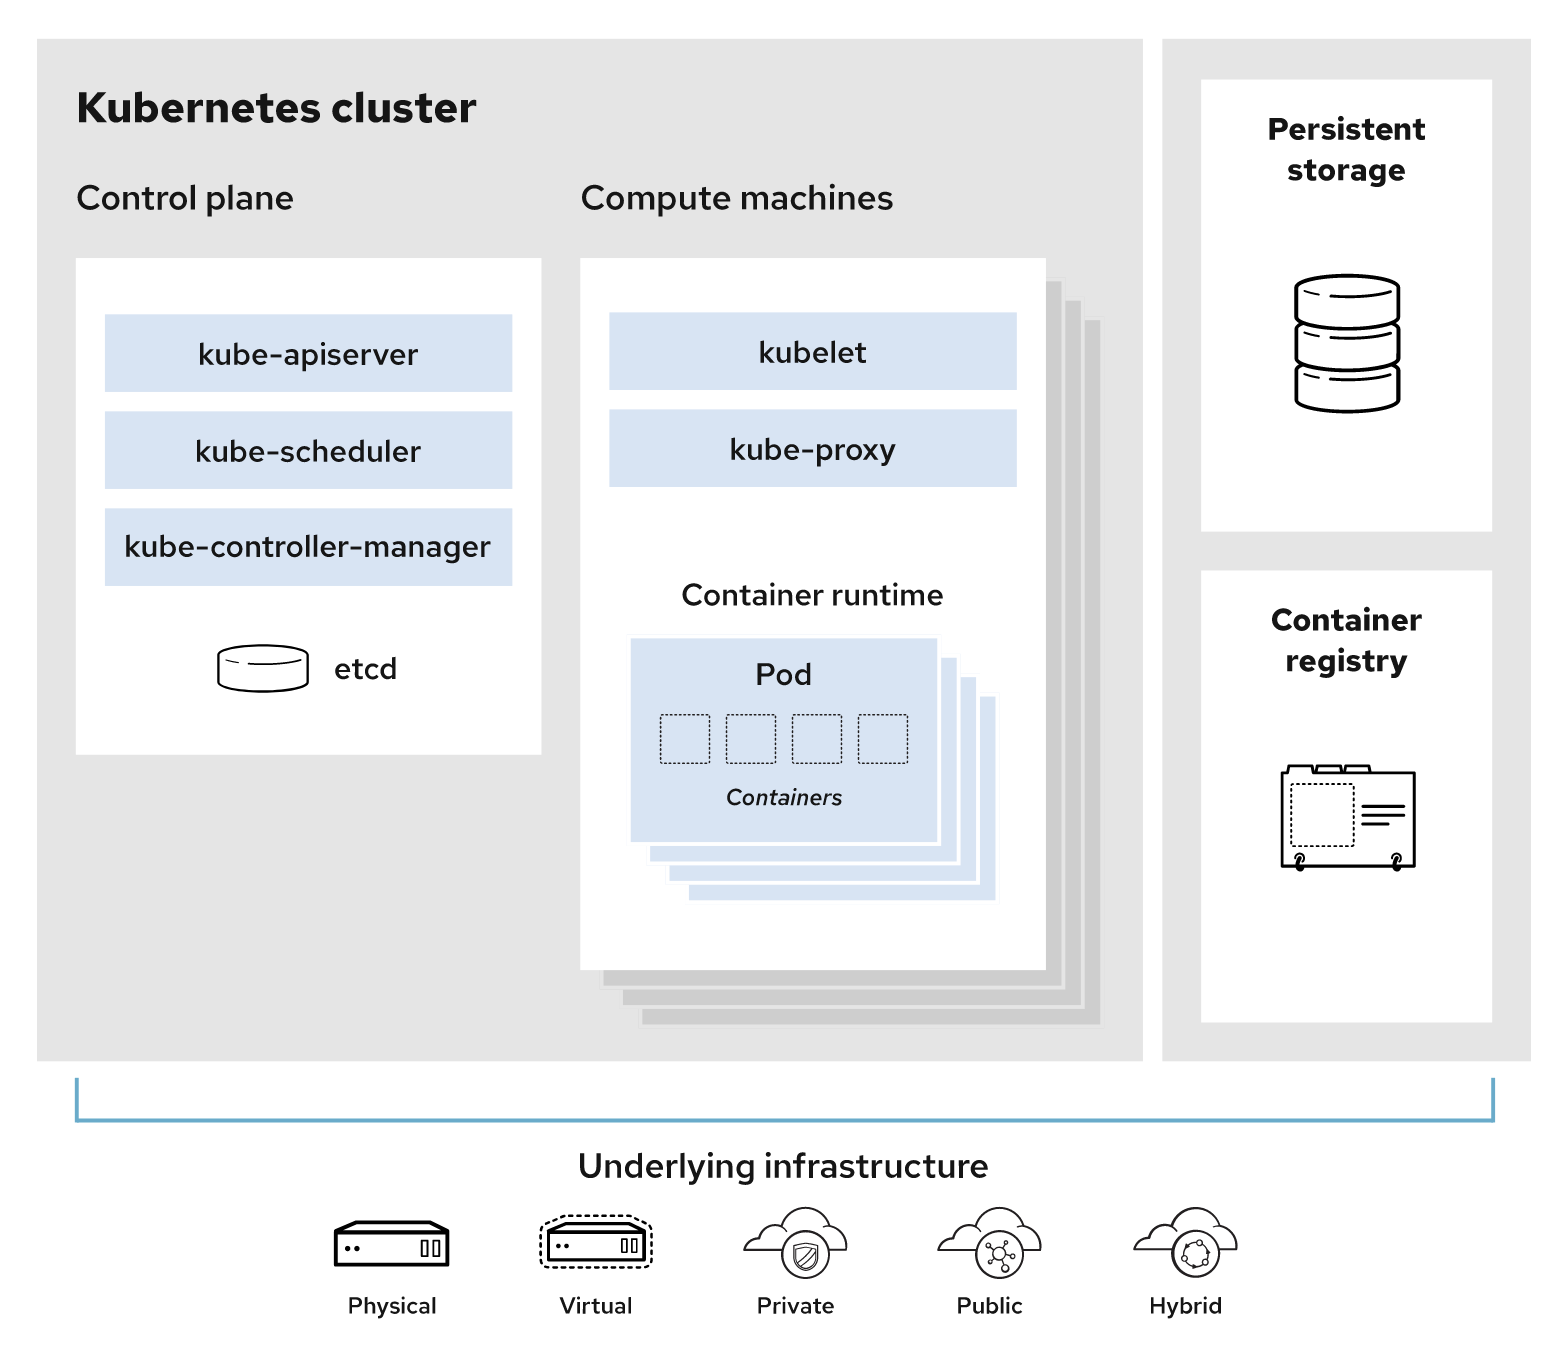 Kubernetes cluster
Control plane
kube-apiserver
kube-scheduler
kube-controller-manager
etcd
Compute machines
kubelet
kube-proxy
Container runtime
Pod
Containers
Persistent
storage
Container
registry
Underlying infrastructure
Physical
Virtual
Private
Public
Hybrid